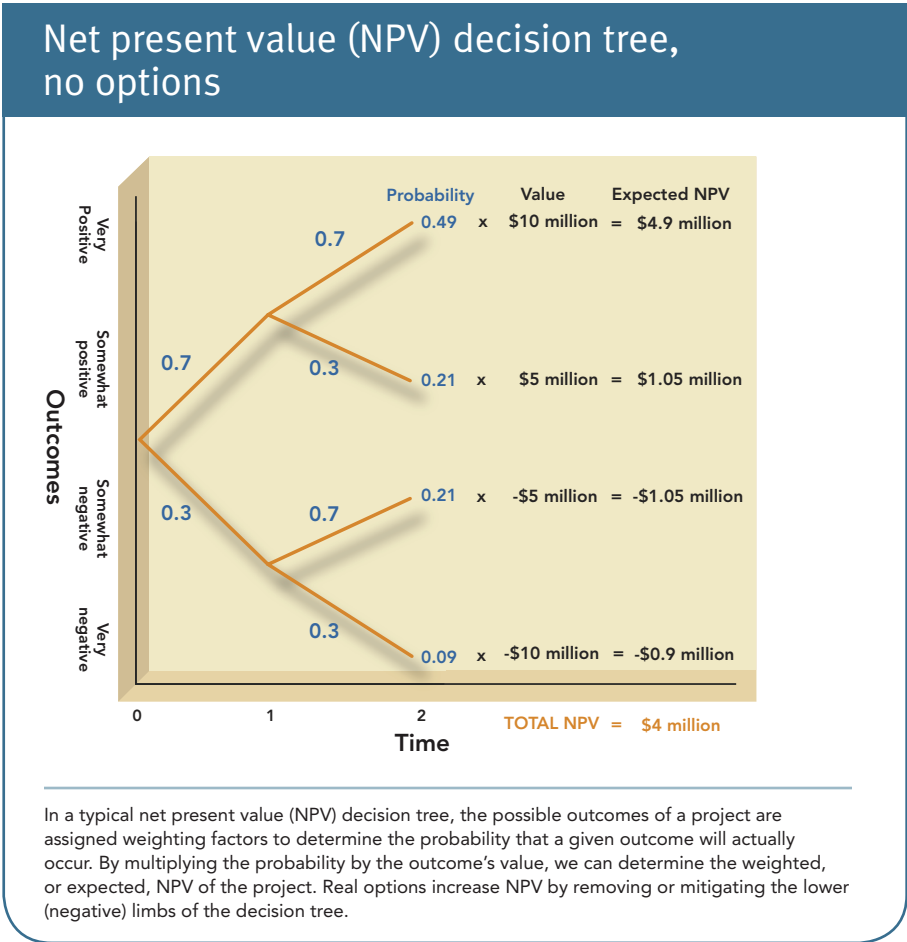 Net present value (NPV) decision tree,
no options
Probability Value Expected NPV
0.49 x $10 million = $4.9 million
0.7
0.7
0.3
0.21 x $5 million = $1.05 million
0.21 x -$5 million = -$1.05 million
0.3
0.7
0.3
0.09 x -$10 million = -$0.9 million
Outcomes
Very
Positive
Somewhat
positive
Somewhat
negative
Very
negative
0 1 2
Time
TOTAL NPV = $4 million
In a typical net present value (NPV) decision tree, the possible outcomes of a project are
assigned weighting factors to determine the probability that a given outcome will actually
occur. By multiplying the probability by the outcome's value, we can determine the weighted,
or expected, NPV of the project. Real options increase NPV by removing or mitigating the lower
(negative) limbs of the decision tree.